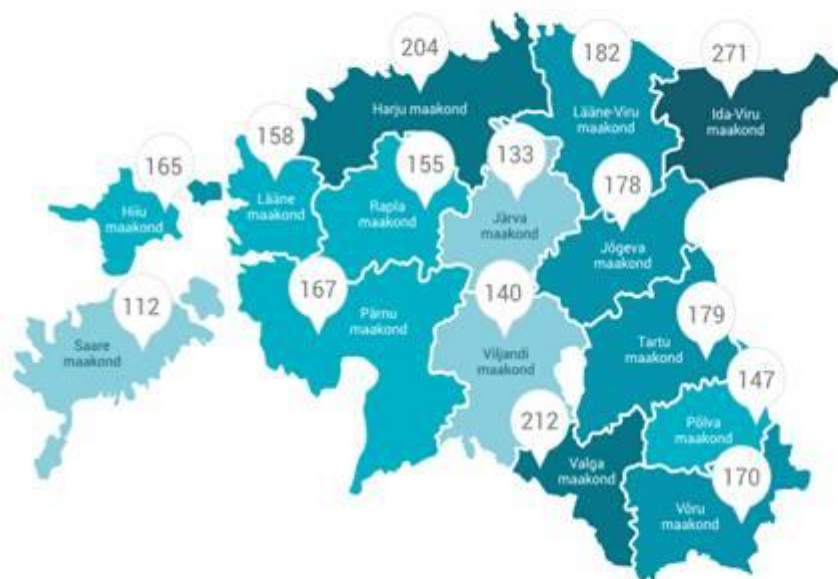 204
Harju maakond
182
Lääne-Viru
maakond
271
Ida-Viru
maakond
165
Hiiu
maakond
158
Lääne
maakond
155
Rapla
maakond
133
Järva
maakond
178
Jõgeva
maakond
112
Saare
maakond
167
Pärnu
maakond
140
Viljandi
maakond
179
Tartu
maakond
147
Põlva
maakond
212
Valga
maakond
170
Võru
maakond